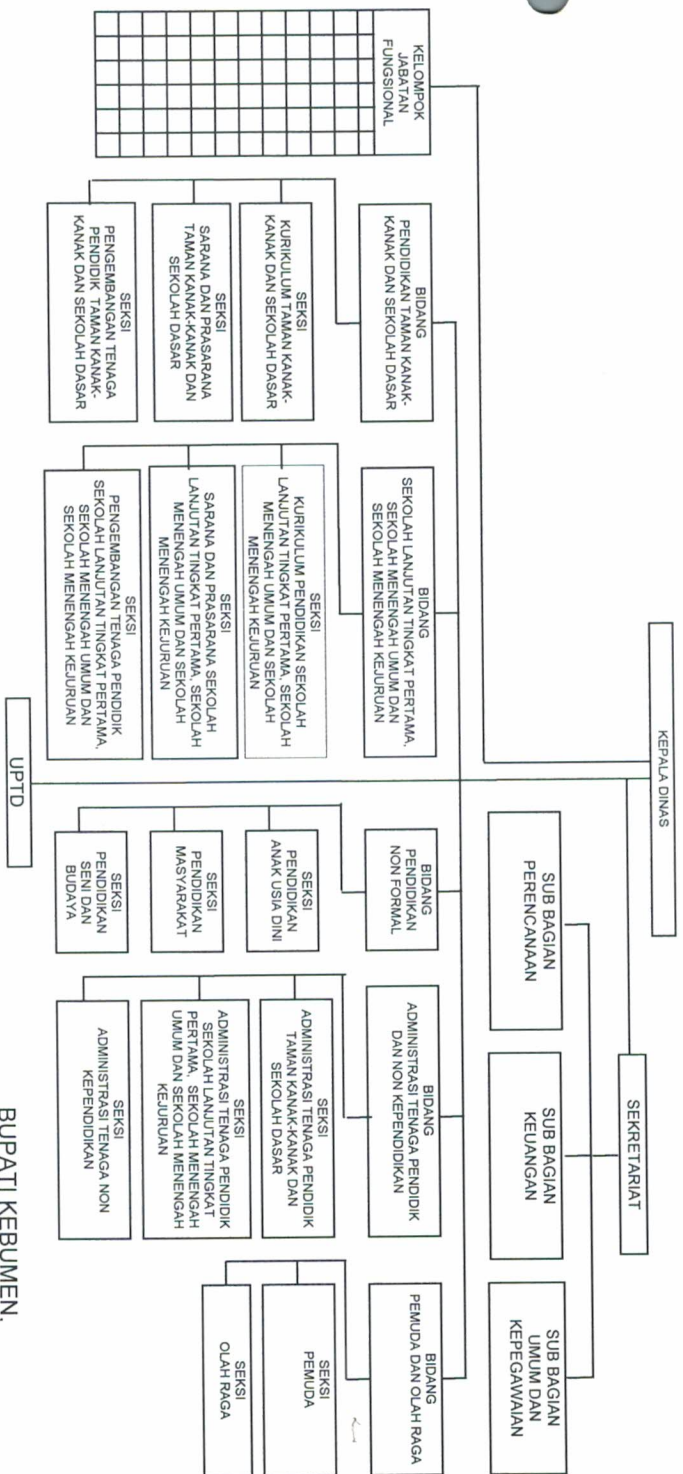 KEPALA DINAS
SEKRETARIAT
SUB BAGIAN
PERENCANAAN
SUB BAGIAN
KEUANGAN
SUB BAGIAN
UMUM DAN
KEPEGAWAIAN
KELOMPOK
JABATAN
FUNGSIONAL
BIDANG
PENDIDIKAN TAMAN KANAK-
KANAK DAN SEKOLAH DASAR
SEKSI
KURIKULUM TAMAN KANAK-
KANAK DAN SEKOLAH DASAR
SEKSI
SARANA DAN PRASARANA
TAMAN KANAK-KANAK DAN
SEKOLAH DASAR
SEKSI
PENGEMBANGAN TENAGA
PENDIDIK TAMAN KANAK-
KANAK DAN SEKOLAH DASAR
BIDANG
SEKOLAH LANJUTAN TINGKAT PERTAMA,
SEKOLAH MENENGAH UMUM DAN
SEKOLAH MENENGAH KEJURUAN
SEKSI
KURIKULUM PENDIDIKAN SEKOLAH
LANJUTAN TINGKAT PERTAMA, SEKOLAH
MENENGAH UMUM DAN SEKOLAH
MENENGAH KEJURUAN
SEKSI
SARANA DAN PRASARANA SEKOLAH
LANJUTAN TINGKAT PERTAMA, SEKOLAH
MENENGAH UMUM DAN SEKOLAH
MENENGAH KEJURUAN
SEKSI
PENGEMBANGAN TENAGA PENDIDIK
SEKOLAH LANJUTAN TINGKAT PERTAMA,
SEKOLAH MENENGAH UMUM DAN
SEKOLAH MENENGAH KEJURUAN
BIDANG
PENDIDIKAN
NON FORMAL
SEKSI
PENDIDIKAN
ANAK USIA DINI
SEKSI
PENDIDIKAN
MASYARAKAT
SEKSI
PENDIDIKAN
SENI DAN
BUDAYA
BIDANG
ADMINISTRASI TENAGA PENDIDIK
DAN NON KEPENDIDIKAN
SEKSI
ADMINISTRASI TENAGA PENDIDIK
TAMAN KANAK-KANAK DAN
SEKOLAH DASAR
SEKSI
ADMINISTRASI TENAGA PENDIDIK
SEKOLAH LANJUTAN TINGKAT
PERTAMA, SEKOLAH MENENGAH
UMUM DAN SEKOLAH MENENGAH
KEJURUAN
SEKSI
ADMINISTRASI TENAGA NON
KEPENDIDIKAN
BIDANG
PEMUDA DAN OLAH RAGA
SEKSI
PEMUDA
SEKSI
OLAH RAGA
UPTD
BUPATI KEBUMEN,